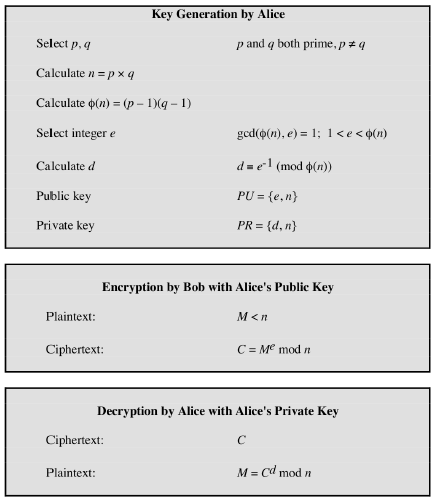 Key Generation by Alice
Select p, q p and q both prime, p ≠ q
Calculate n = p × q
Calculate ϕ(n) = (p – 1)(q – 1)
Select integer e gcd(ϕ(n), e) = 1; 1 < e < ϕ(n)
Calculate d d ≡ e⁻¹ (mod ϕ(n))
Public key PU = {e, n}
Private key PR = {d, n}
Encryption by Bob with Alice's Public Key
Plaintext: M < n
Ciphertext: C = Mᵉ mod n
Decryption by Alice with Alice's Private Key
Ciphertext: C
Plaintext: M = Cᵈ mod n